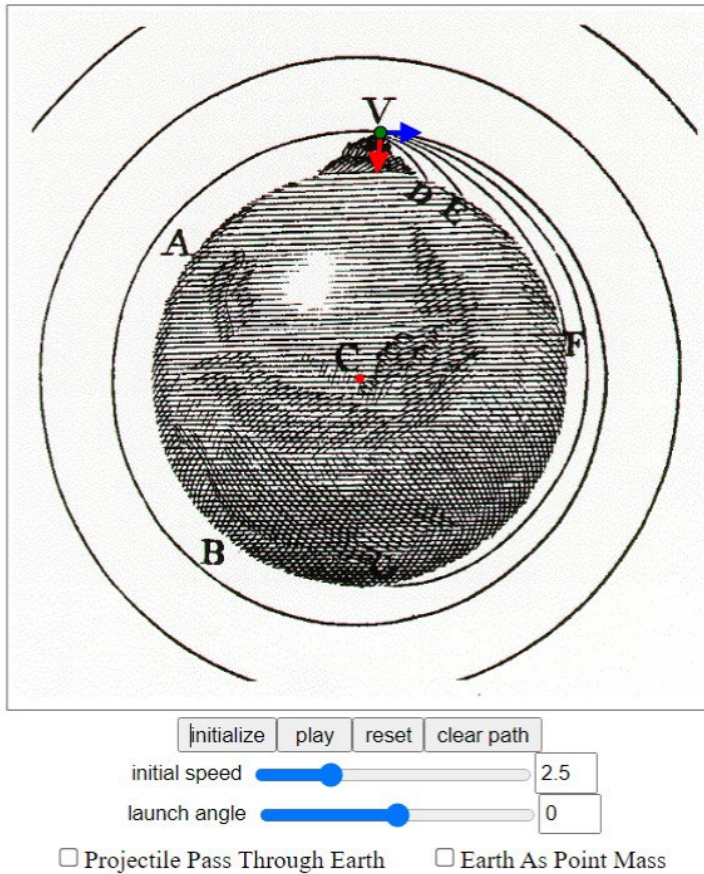 V
D E
A
F
C
B
G
initialize play reset clear path
initial speed 2.5
launch angle 0
Projectile Pass Through Earth Earth As Point Mass